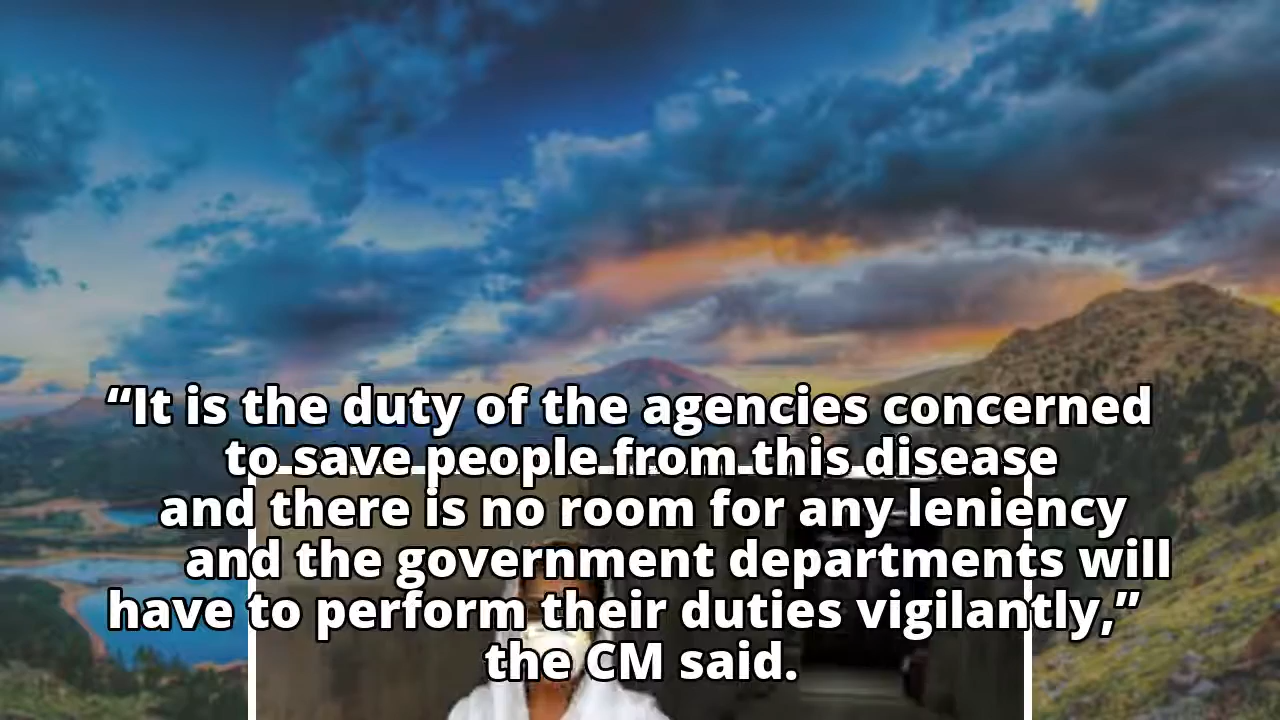 “It is the duty of the agencies concerned
to save people from this disease
and there is no room for any leniency
and the government departments will
have to perform their duties vigilantly,”
the CM said.